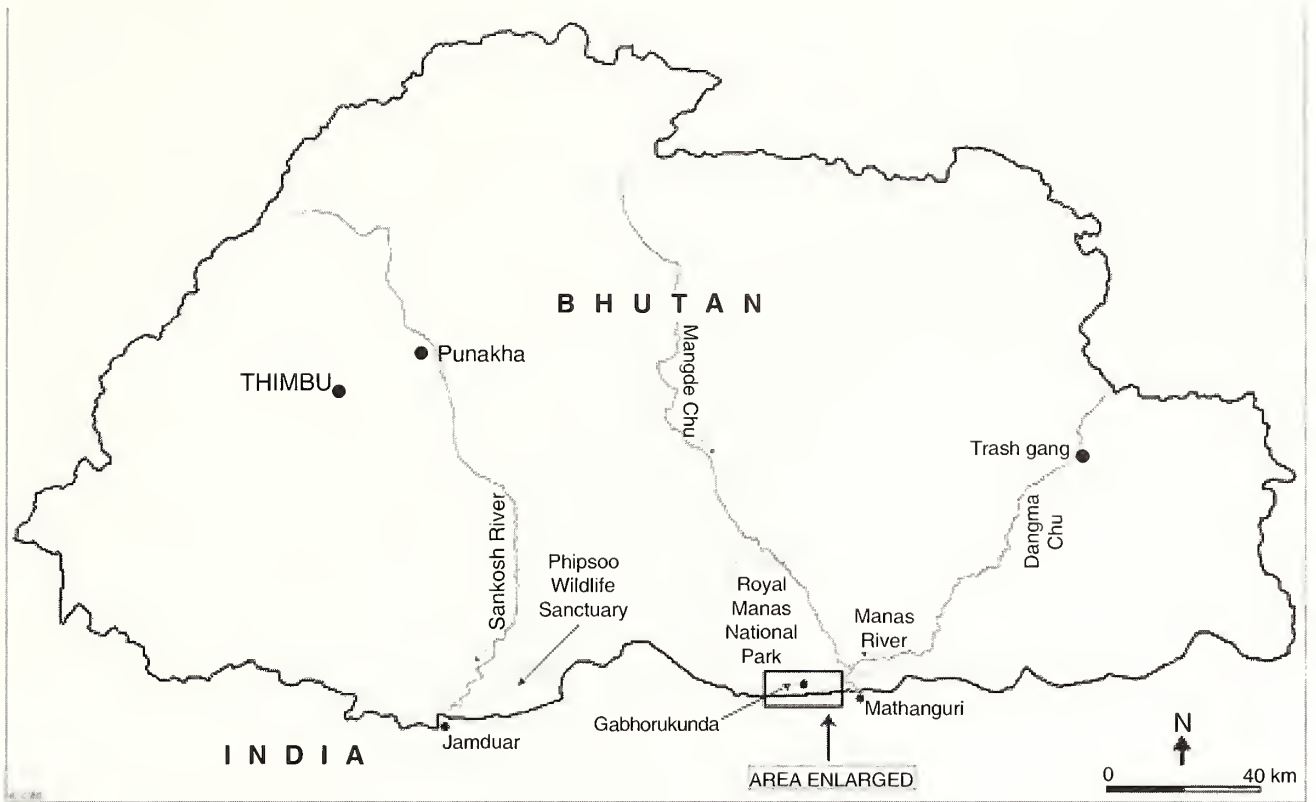 B H U T A N
Punakha
THIMBU
Mangde Chu
Trash gang
Dangma
Chu
Sankosh River
Phipsoo
Wildlife
Sanctuary
Royal
Manas
National
Park
Manas
River
Gabhorukunda
Mathanguri
Jamduar
I N D I A
AREA ENLARGED
N
0 40 km